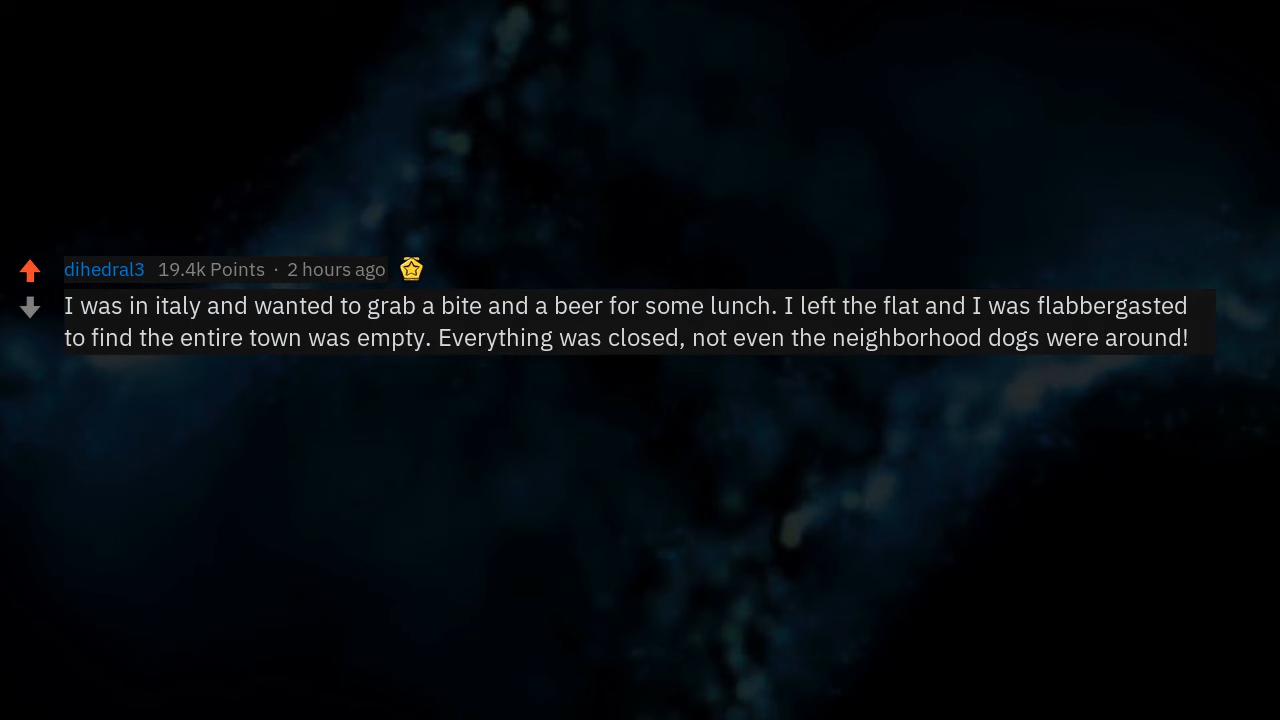 dihedral3 19.4k Points · 2 hours ago
I was in italy and wanted to grab a bite and a beer for some lunch. I left the flat and I was flabbergasted
to find the entire town was empty. Everything was closed, not even the neighborhood dogs were around!